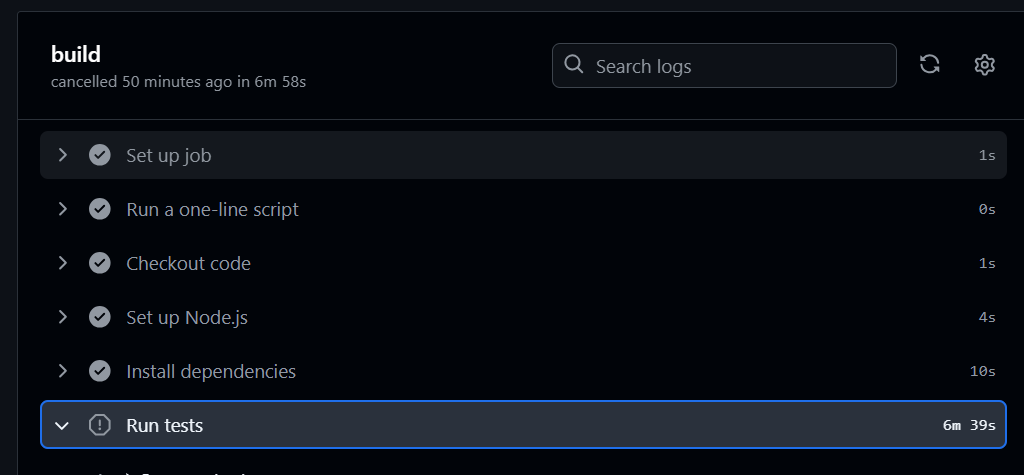 build
cancelled 50 minutes ago in 6m 58s
Search logs
Set up job 1s
Run a one-line script 0s
Checkout code 1s
Set up Node.js 4s
Install dependencies 10s
Run tests 6m 39s